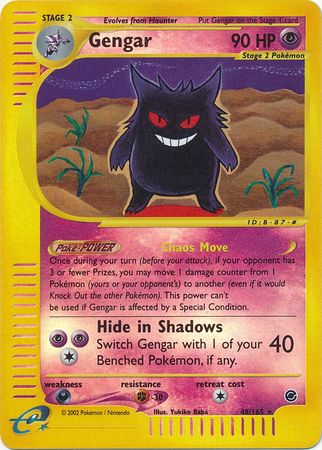 STAGE 2 Evolves from Haunter Put Gengar on the Stage 1 card
Gengar 90 HP
Stage 2 Pokémon
ID:B-87-#
Poké-POWER Chaos Move
Once during your turn (before your attack), if your opponent has
3 or fewer Prizes, you may move 1 damage counter from 1
Pokémon (yours or your opponent's) to another (even if it would
Knock Out the other Pokémon). This power can't
be used if Gengar is affected by a Special Condition.
Hide in Shadows
Switch Gengar with 1 of your 40
Benched Pokémon, if any.
weakness resistance retreat cost
-30
e © 2002 Pokémon / Nintendo Illus. Yukiko Baba 48/165 ★